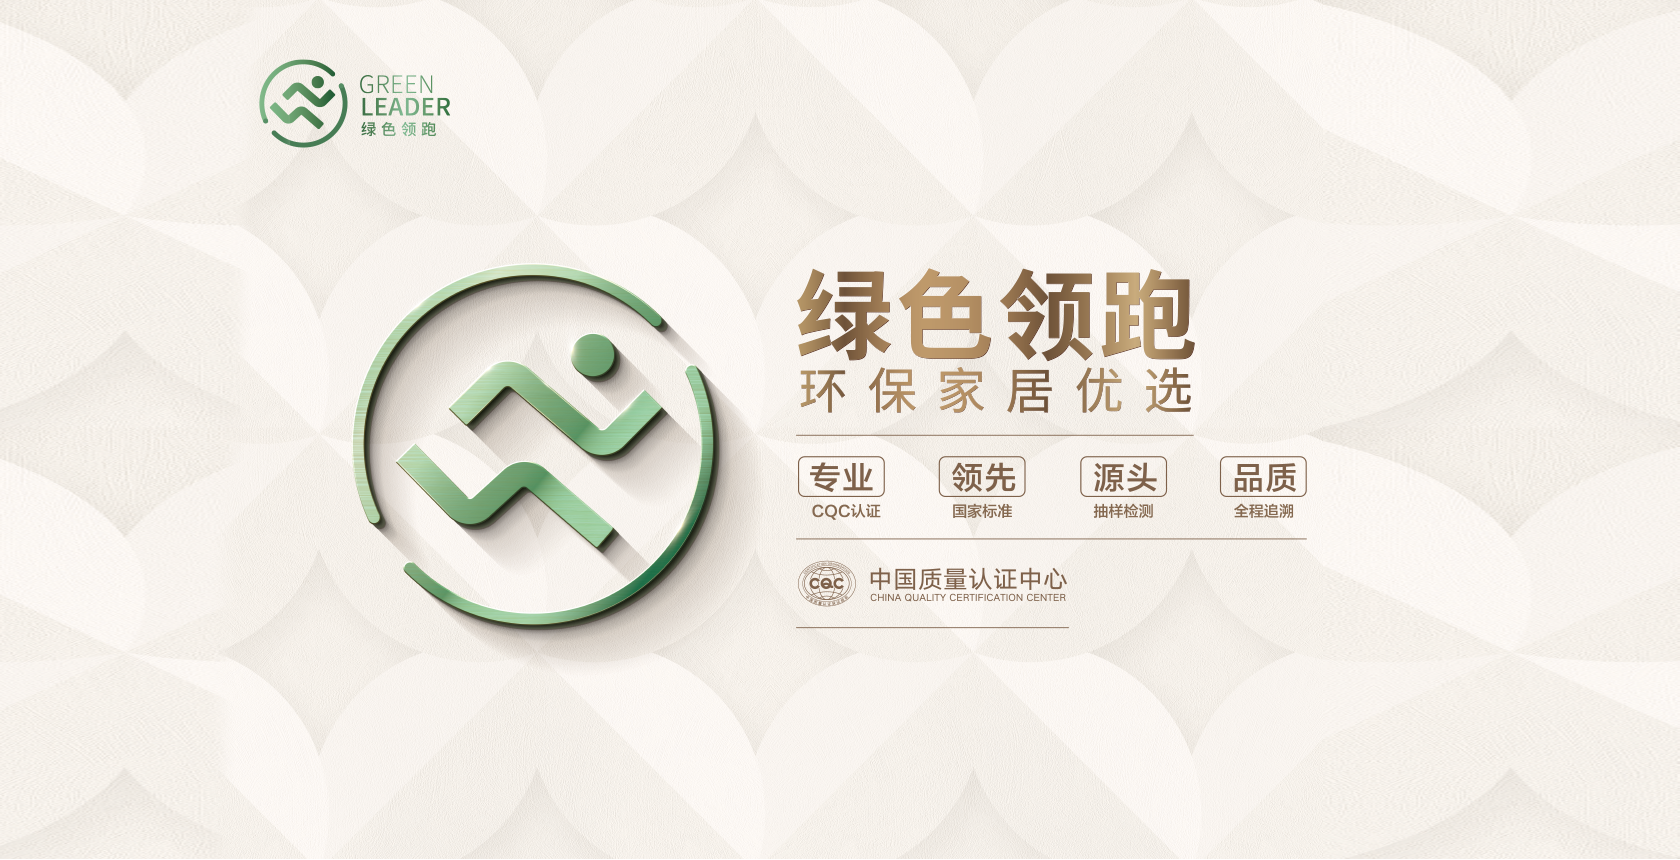 GREEN
LEADER
绿色领跑
绿色领跑
环保家居优选
专业 领先 源头 品质
CQC认证 国家标准 抽样检测 全程追溯
CQC
中国质量认证中心
CHINA QUALITY CERTIFICATION CENTER